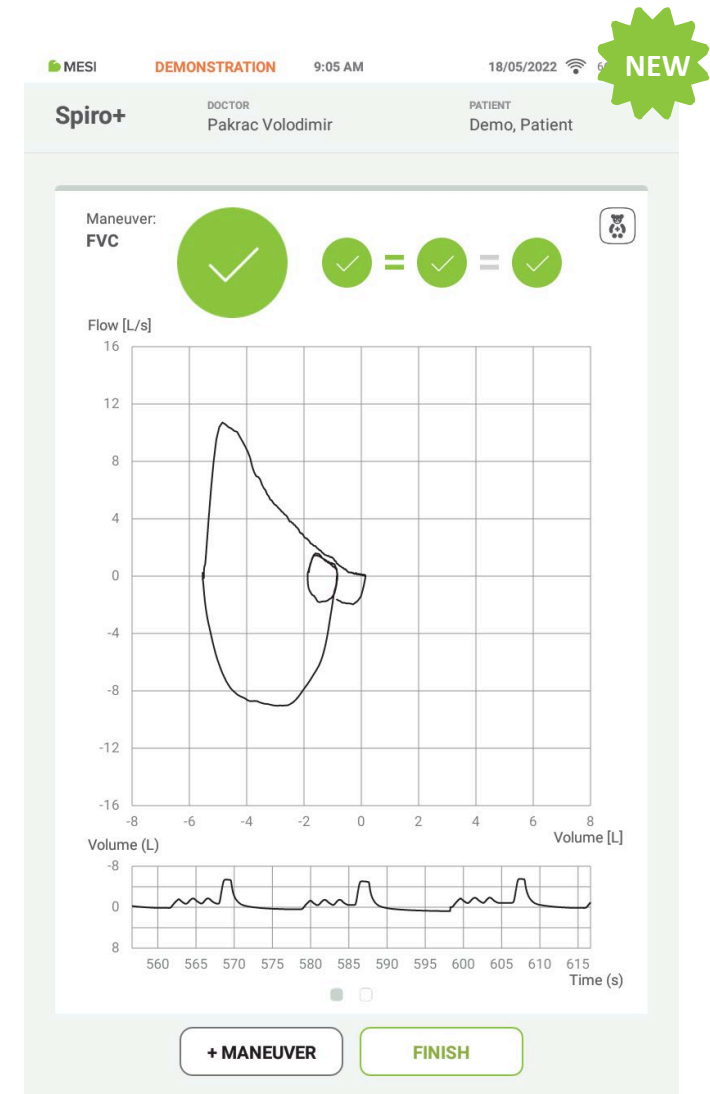 MESI DEMONSTRATION 9:05 AM 18/05/2022
NEW
Spiro+
DOCTOR
Pakrac Volodimir
PATIENT
Demo, Patient
Maneuver:
FVC
Flow [L/s]
16
12
8
4
0
-4
-8
-12
-16
-8 -6 -4 -2 0 2 4 6 8
Volume [L]
Volume (L)
-8
0
8
560 565 570 575 580 585 590 595 600 605 610 615
Time (s)
+ MANEUVER
FINISH